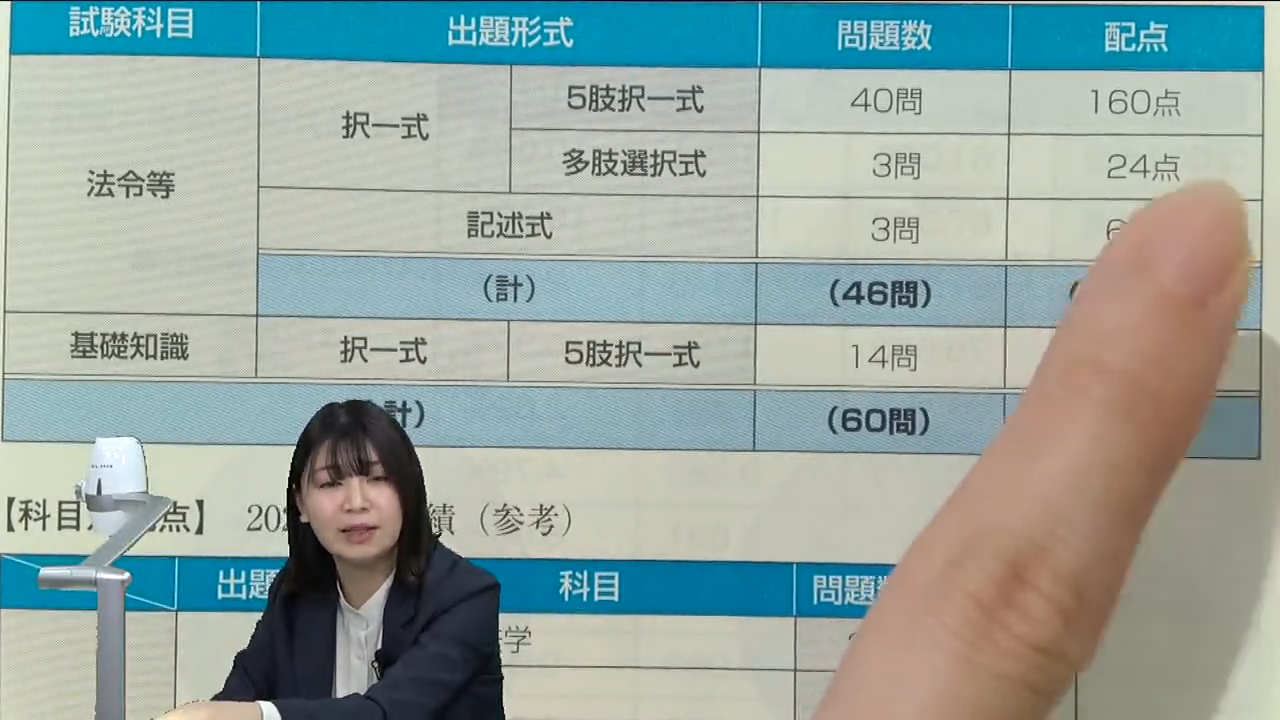 試験科目 出題形式 問題数 配点
法令等 択一式 5肢択一式 40問 160点
多肢選択式 3問 24点
記述式 3問 6
(計) (46問) (
基礎知識 択一式 5肢択一式 14問
計) (60問)
【科目 点】 202 績(参考)
出題 科目 問題数
学